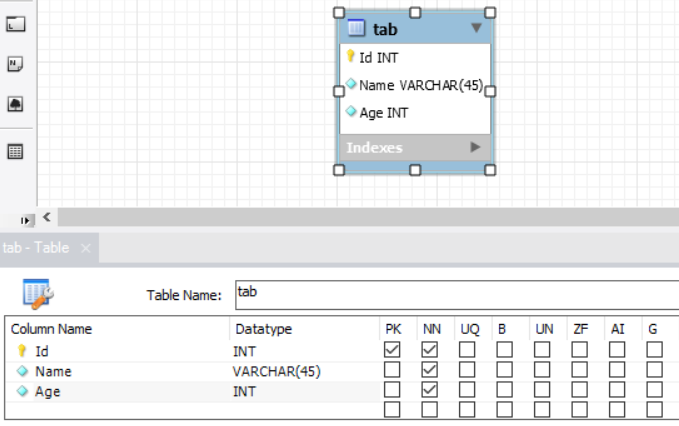 tab
Id INT
Name VARCHAR(45)
Age INT
Indexes
tab - Table
Table Name: tab
Column Name Datatype PK NN UQ B UN ZF AI G
Id INT
Name VARCHAR(45)
Age INT